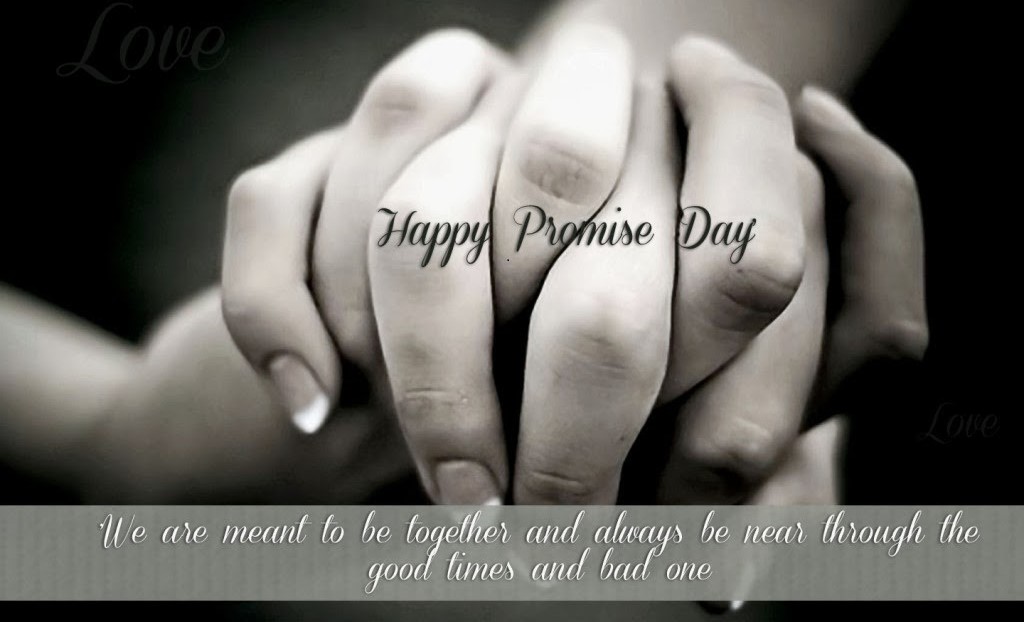 Love
Happy Promise Day
Love
We are meant to be together and always be near through the
good times and bad one